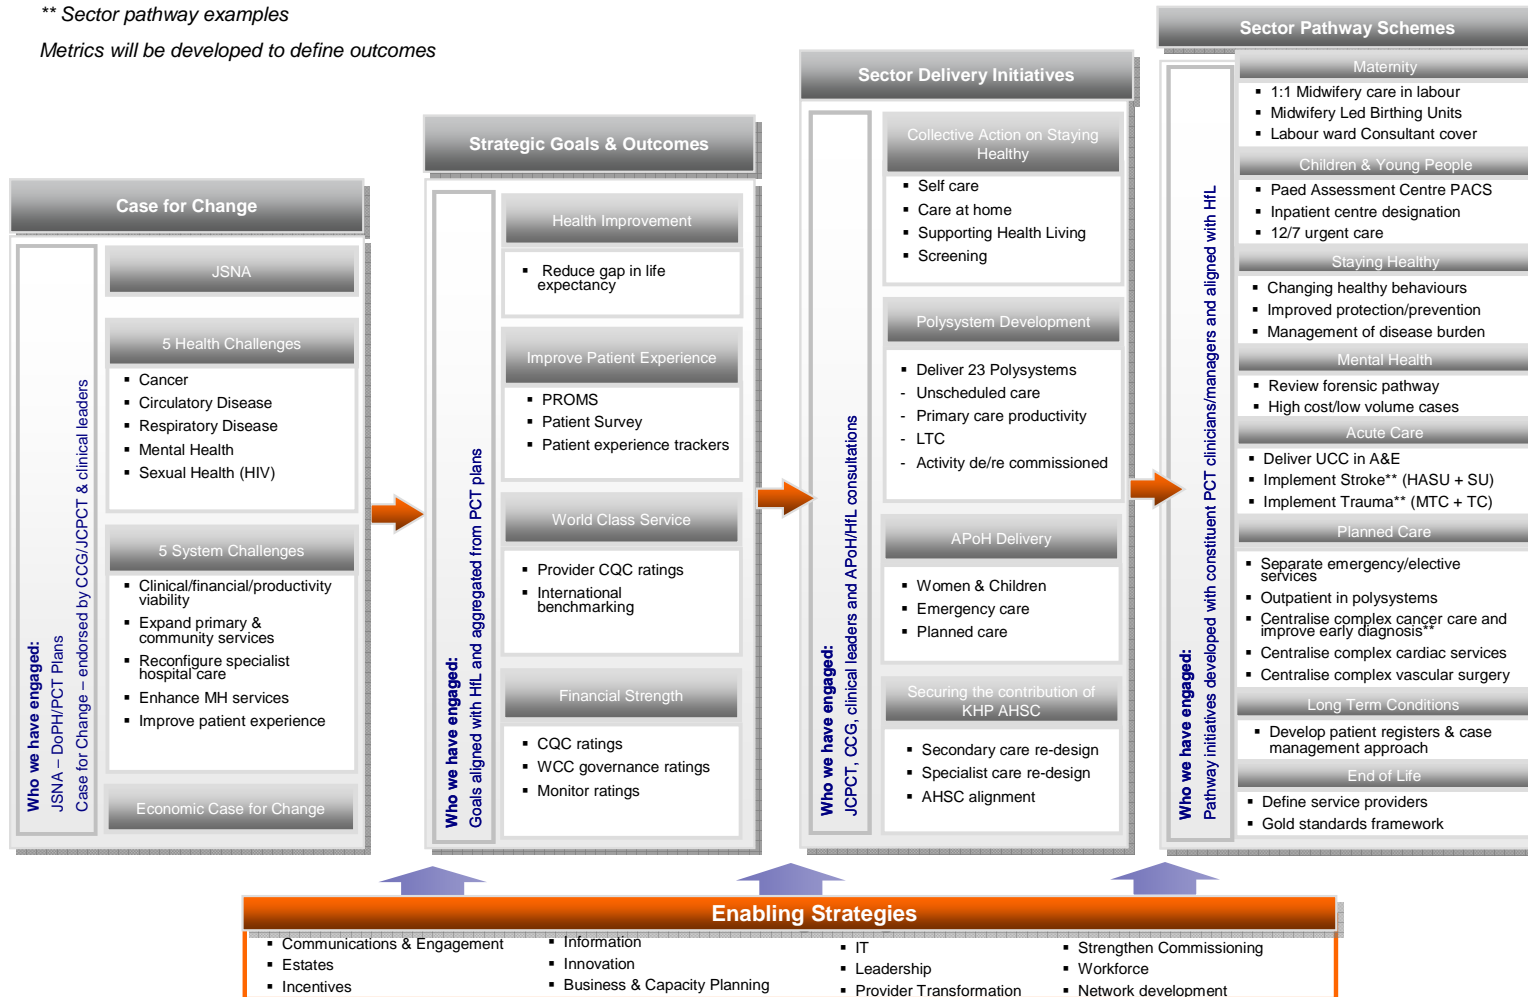 ** Sector pathway examples
Metrics will be developed to define outcomes
Case for Change
Who we have engaged:
JSNA – DoPH/PCT Plans
Case for Change – endorsed by CCG/JCPCT & clinical leaders
JSNA
5 Health Challenges
▪ Cancer
▪ Circulatory Disease
▪ Respiratory Disease
▪ Mental Health
▪ Sexual Health (HIV)
5 System Challenges
▪ Clinical/financial/productivity
viability
▪ Expand primary &
community services
▪ Reconfigure specialist
hospital care
▪ Enhance MH services
▪ Improve patient experience
Economic Case for Change
Strategic Goals & Outcomes
Who we have engaged:
Goals aligned with HfL and aggregated from PCT plans
Health Improvement
▪ Reduce gap in life
expectancy
Improve Patient Experience
▪ PROMS
▪ Patient Survey
▪ Patient experience trackers
World Class Service
▪ Provider CQC ratings
▪ International
benchmarking
Financial Strength
▪ CQC ratings
▪ WCC governance ratings
▪ Monitor ratings
Sector Delivery Initiatives
Who we have engaged:
JCPCT, CCG, clinical leaders and APoH/HfL consultations
Collective Action on Staying
Healthy
▪ Self care
▪ Care at home
▪ Supporting Health Living
▪ Screening
Polysystem Development
▪ Deliver 23 Polysystems
- Unscheduled care
- Primary care productivity
- LTC
- Activity de/re commissioned
APoH Delivery
▪ Women & Children
▪ Emergency care
▪ Planned care
Securing the contribution of
KHP AHSC
▪ Secondary care re-design
▪ Specialist care re-design
▪ AHSC alignment
Sector Pathway Schemes
Who we have engaged:
Pathway initiatives developed with constituent PCT clinicians/managers and aligned with HfL
Maternity
▪ 1:1 Midwifery care in labour
▪ Midwifery Led Birthing Units
▪ Labour ward Consultant cover
Children & Young People
▪ Paed Assessment Centre PACS
▪ Inpatient centre designation
▪ 12/7 urgent care
Staying Healthy
▪ Changing healthy behaviours
▪ Improved protection/prevention
▪ Management of disease burden
Mental Health
▪ Review forensic pathway
▪ High cost/low volume cases
Acute Care
▪ Deliver UCC in A&E
▪ Implement Stroke** (HASU + SU)
▪ Implement Trauma** (MTC + TC)
Planned Care
▪ Separate emergency/elective
services
▪ Outpatient in polysystems
▪ Centralise complex cancer care and
improve early diagnosis**
▪ Centralise complex cardiac services
▪ Centralise complex vascular surgery
Long Term Conditions
▪ Develop patient registers & case
management approach
End of Life
▪ Define service providers
▪ Gold standards framework
Enabling Strategies
▪ Communications & Engagement
▪ Estates
▪ Incentives
▪ Information
▪ Innovation
▪ Business & Capacity Planning
▪ IT
▪ Leadership
▪ Provider Transformation
▪ Strengthen Commissioning
▪ Workforce
▪ Network development